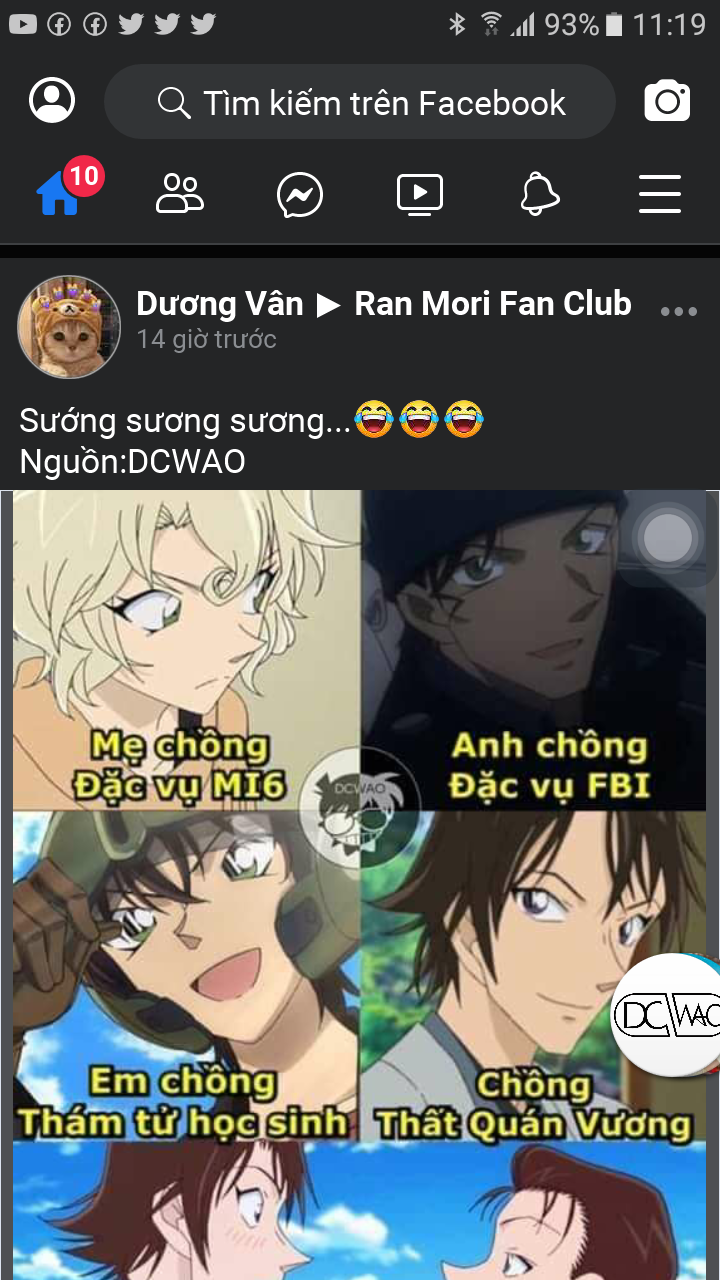 93% 11:19
Tìm kiếm trên Facebook
10
Dương Vân ▶ Ran Mori Fan Club
14 giờ trước
Sướng sương sương...😂😂😂
Nguồn:DCWAO
Mẹ chồng
Đặc vụ MI6
Anh chồng
Đặc vụ FBI
DCWAO
Em chồng
Thám tử học sinh
Chồng
Thất Quán Vương
DCWAO